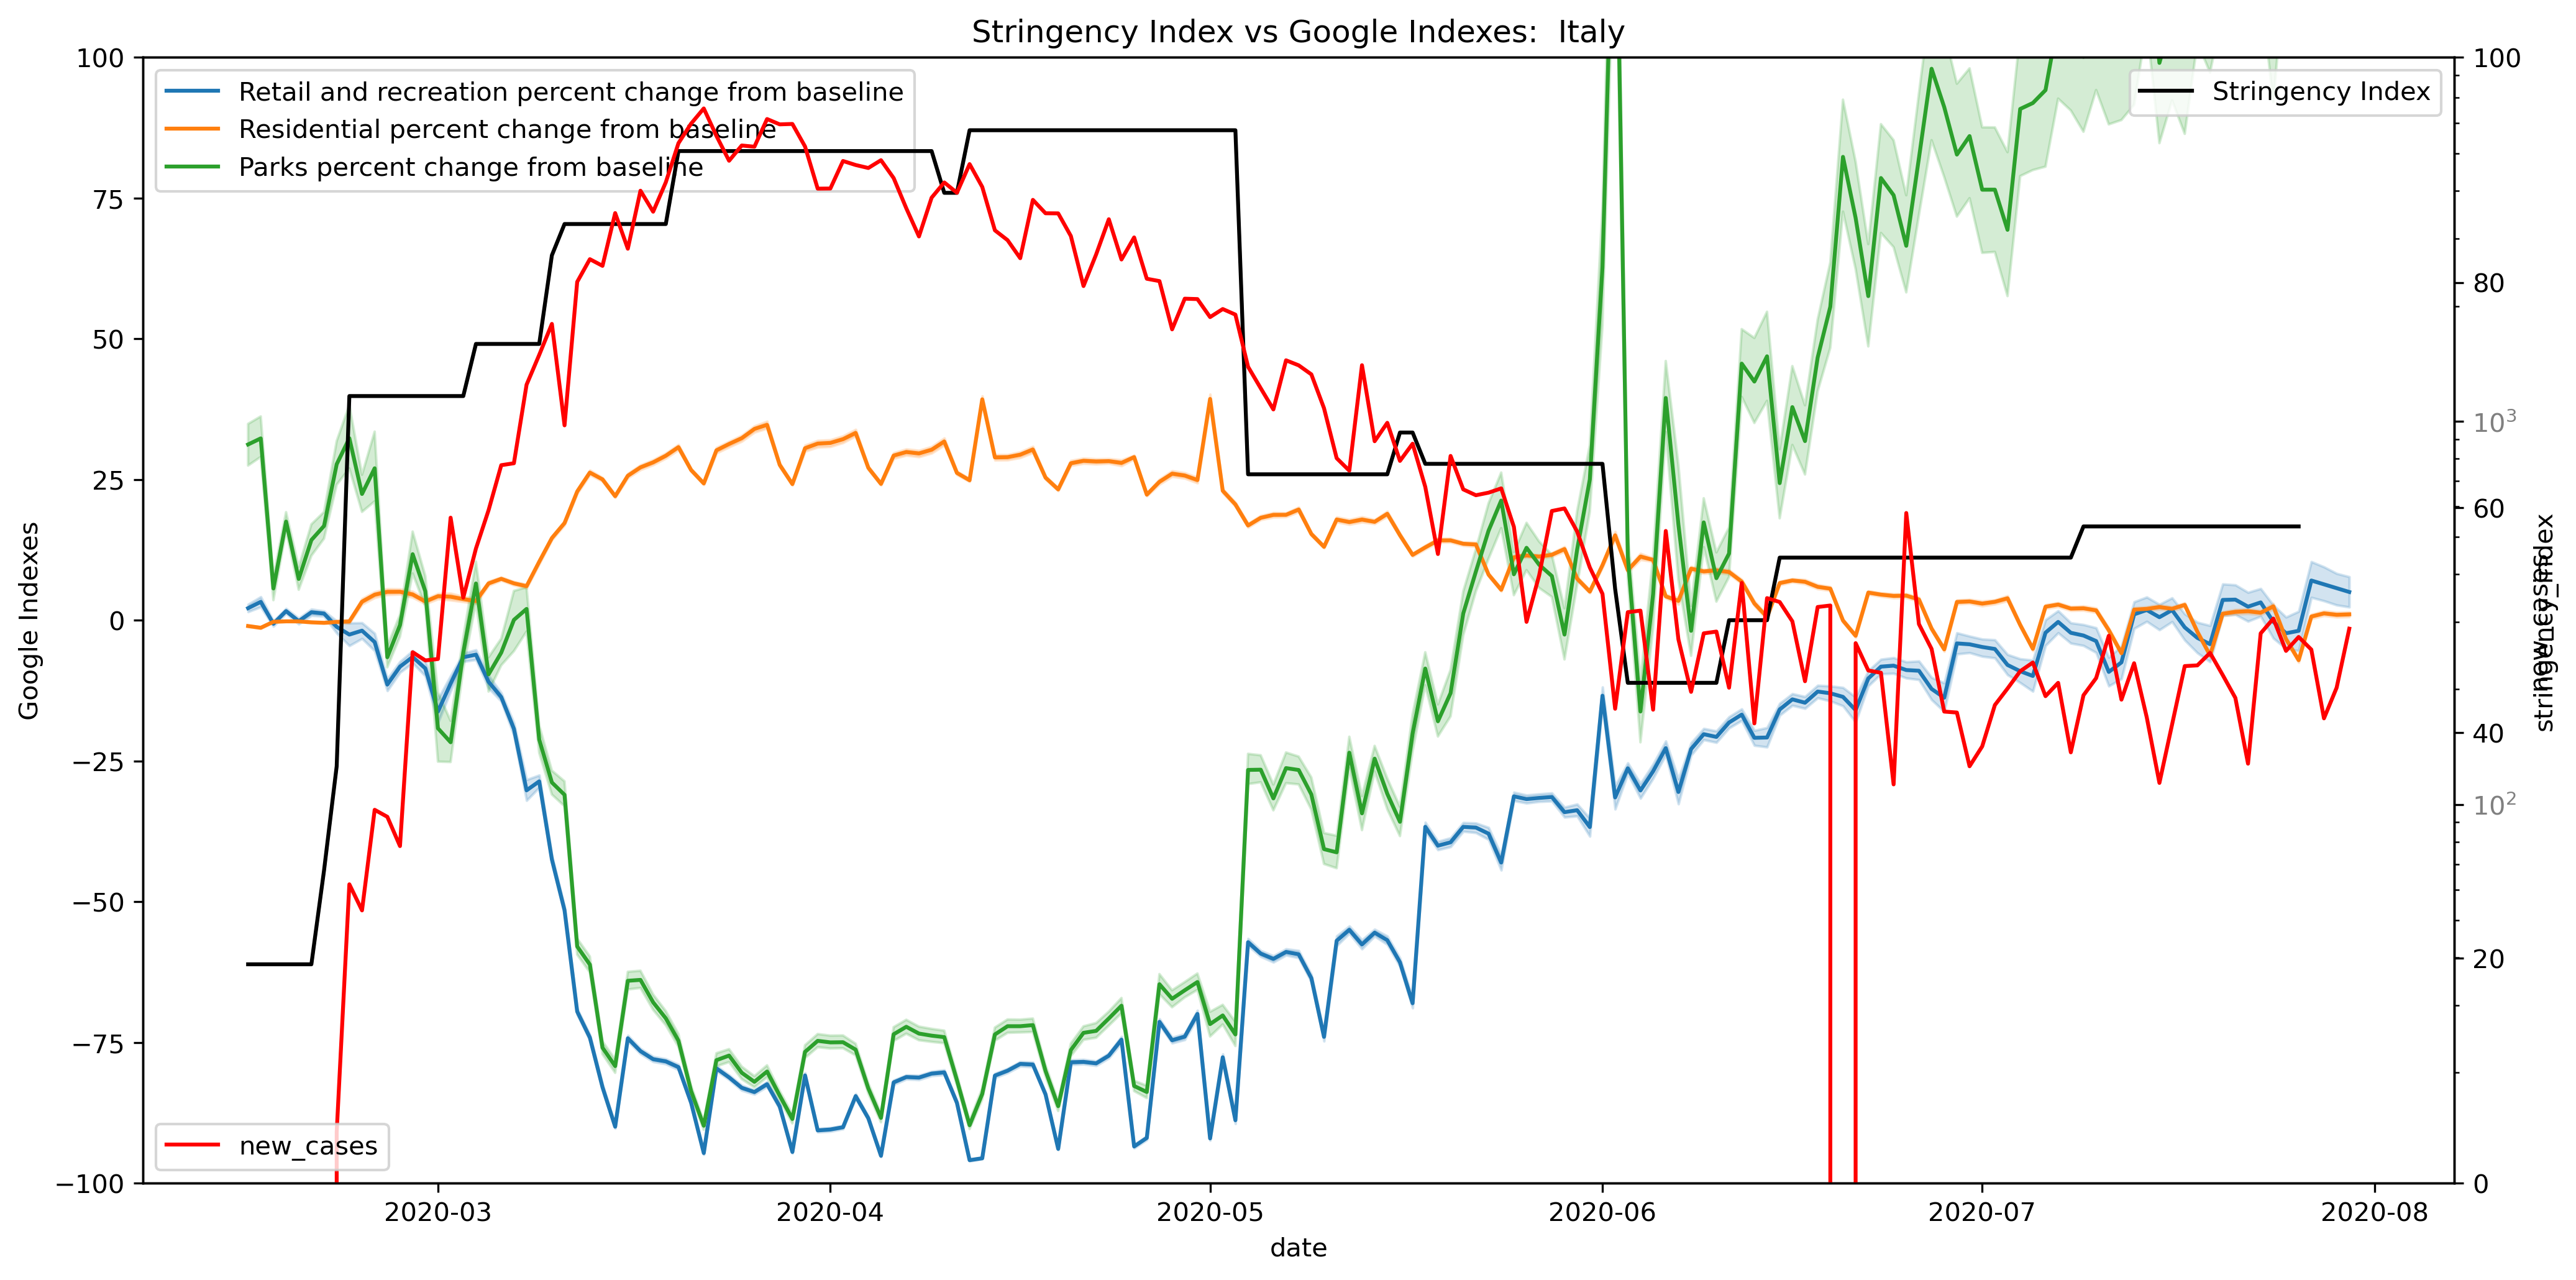 Stringency Index vs Google Indexes:  Italy
Retail and recreation percent change from baseline
Residential percent change from baseline
Parks percent change from baseline
Stringency Index
new_cases
Google Indexes
100
75
50
25
0
−25
−50
−75
−100
100
80
10³
60
40
10²
20
0
stringency_index
new_cases
2020-03
2020-04
2020-05
2020-06
2020-07
2020-08
date